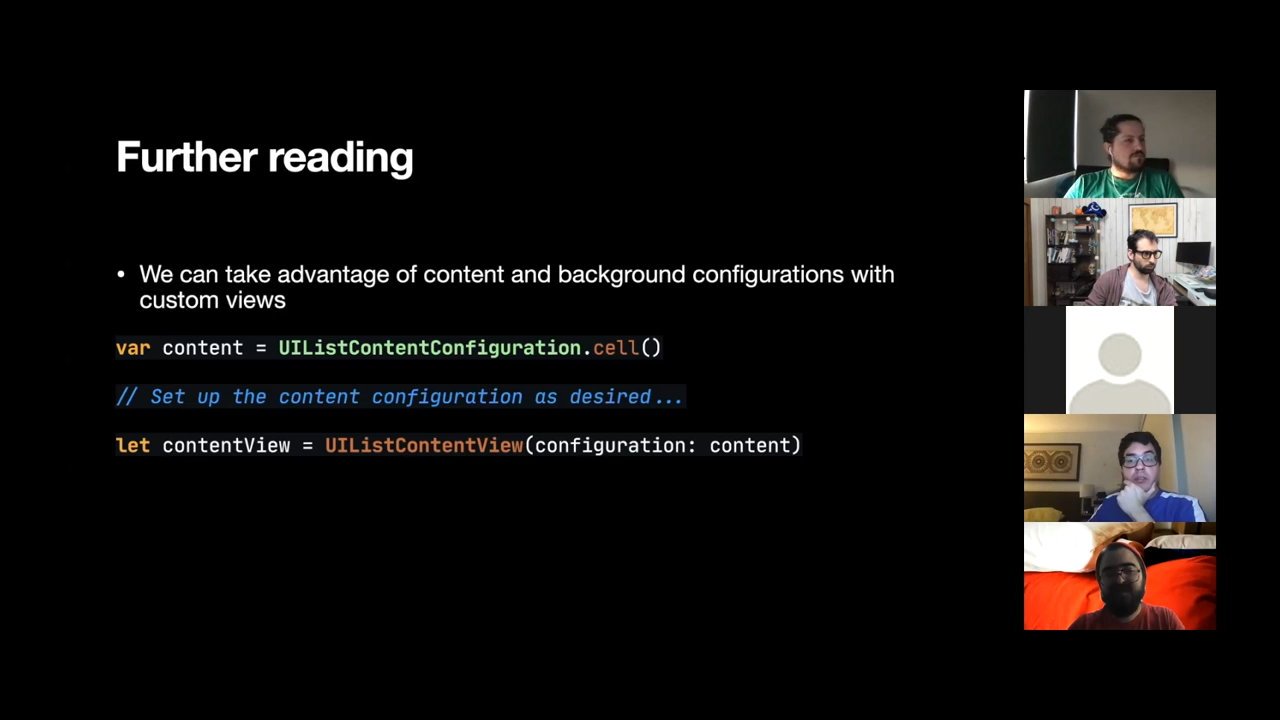 Further reading
• We can take advantage of content and background configurations with
custom views
var content = UIListContentConfiguration.cell()
// Set up the content configuration as desired...
let contentView = UIListContentView(configuration: content)